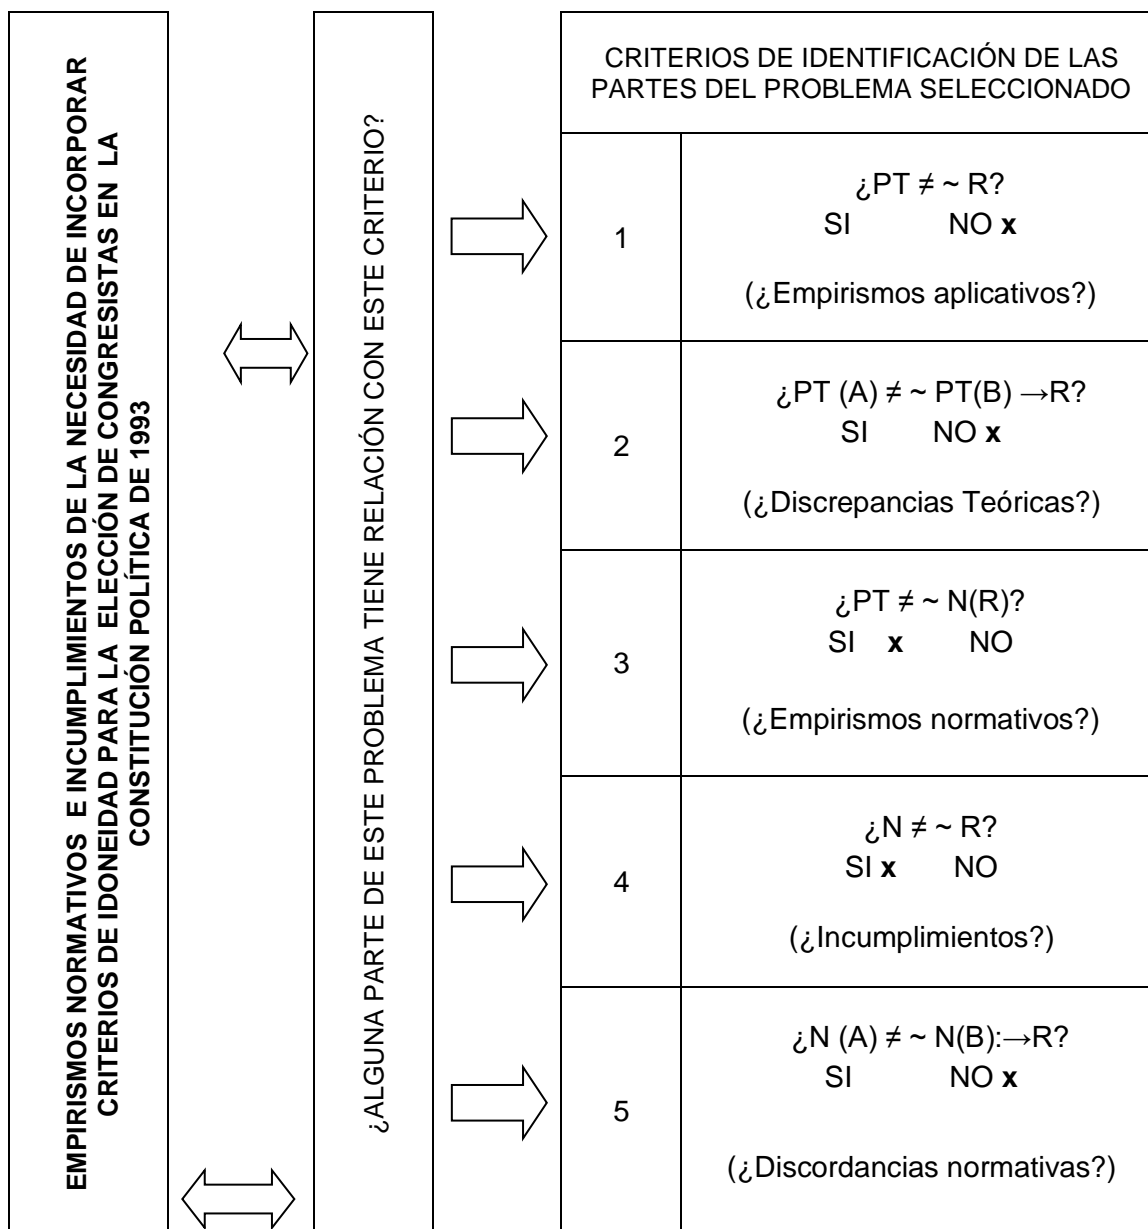 EMPIRISMOS NORMATIVOS E INCUMPLIMIENTOS DE LA NECESIDAD DE INCORPORAR
CRITERIOS DE IDONEIDAD PARA LA ELECCIÓN DE CONGRESISTAS EN LA
CONSTITUCIÓN POLÍTICA DE 1993
¿ALGUNA PARTE DE ESTE PROBLEMA TIENE RELACIÓN CON ESTE CRITERIO?
CRITERIOS DE IDENTIFICACIÓN DE LAS
PARTES DEL PROBLEMA SELECCIONADO
1
¿PT ≠ ~ R?
SI NO x
(¿Empirismos aplicativos?)
2
¿PT (A) ≠ ~ PT(B) →R?
SI NO x
(¿Discrepancias Teóricas?)
3
¿PT ≠ ~ N(R)?
SI x NO
(¿Empirismos normativos?)
4
¿N ≠ ~ R?
SI x NO
(¿Incumplimientos?)
5
¿N (A) ≠ ~ N(B):→R?
SI NO x
(¿Discordancias normativas?)